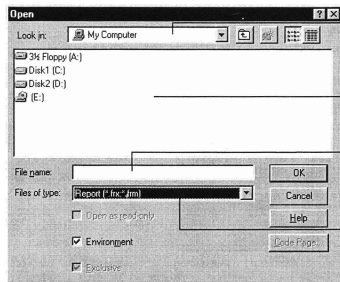 Open
Look in: My Computer
3½ Floppy (A:)
Disk1 (C:)
Disk2 (D:)
(E:)
File name:
OK
Files of type: Report (*.frx;*.frm)
Cancel
Open as read-only
Help
Environment
Code Page...
Exclusive